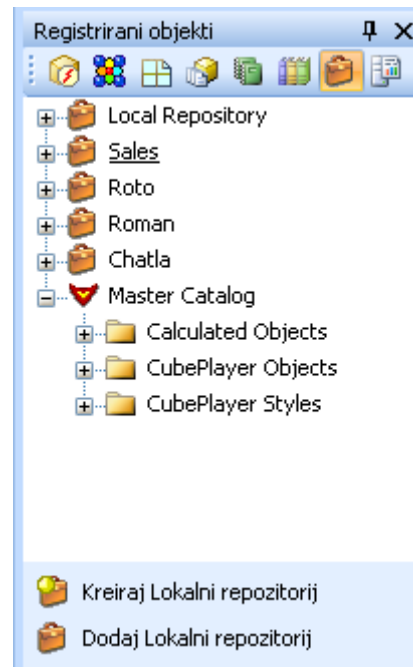 Registrirani objekti
Local Repository
Sales
Roto
Roman
Chatla
Master Catalog
Calculated Objects
CubePlayer Objects
CubePlayer Styles
Kreiraj Lokalni repozitorij
Dodaj Lokalni repozitorij